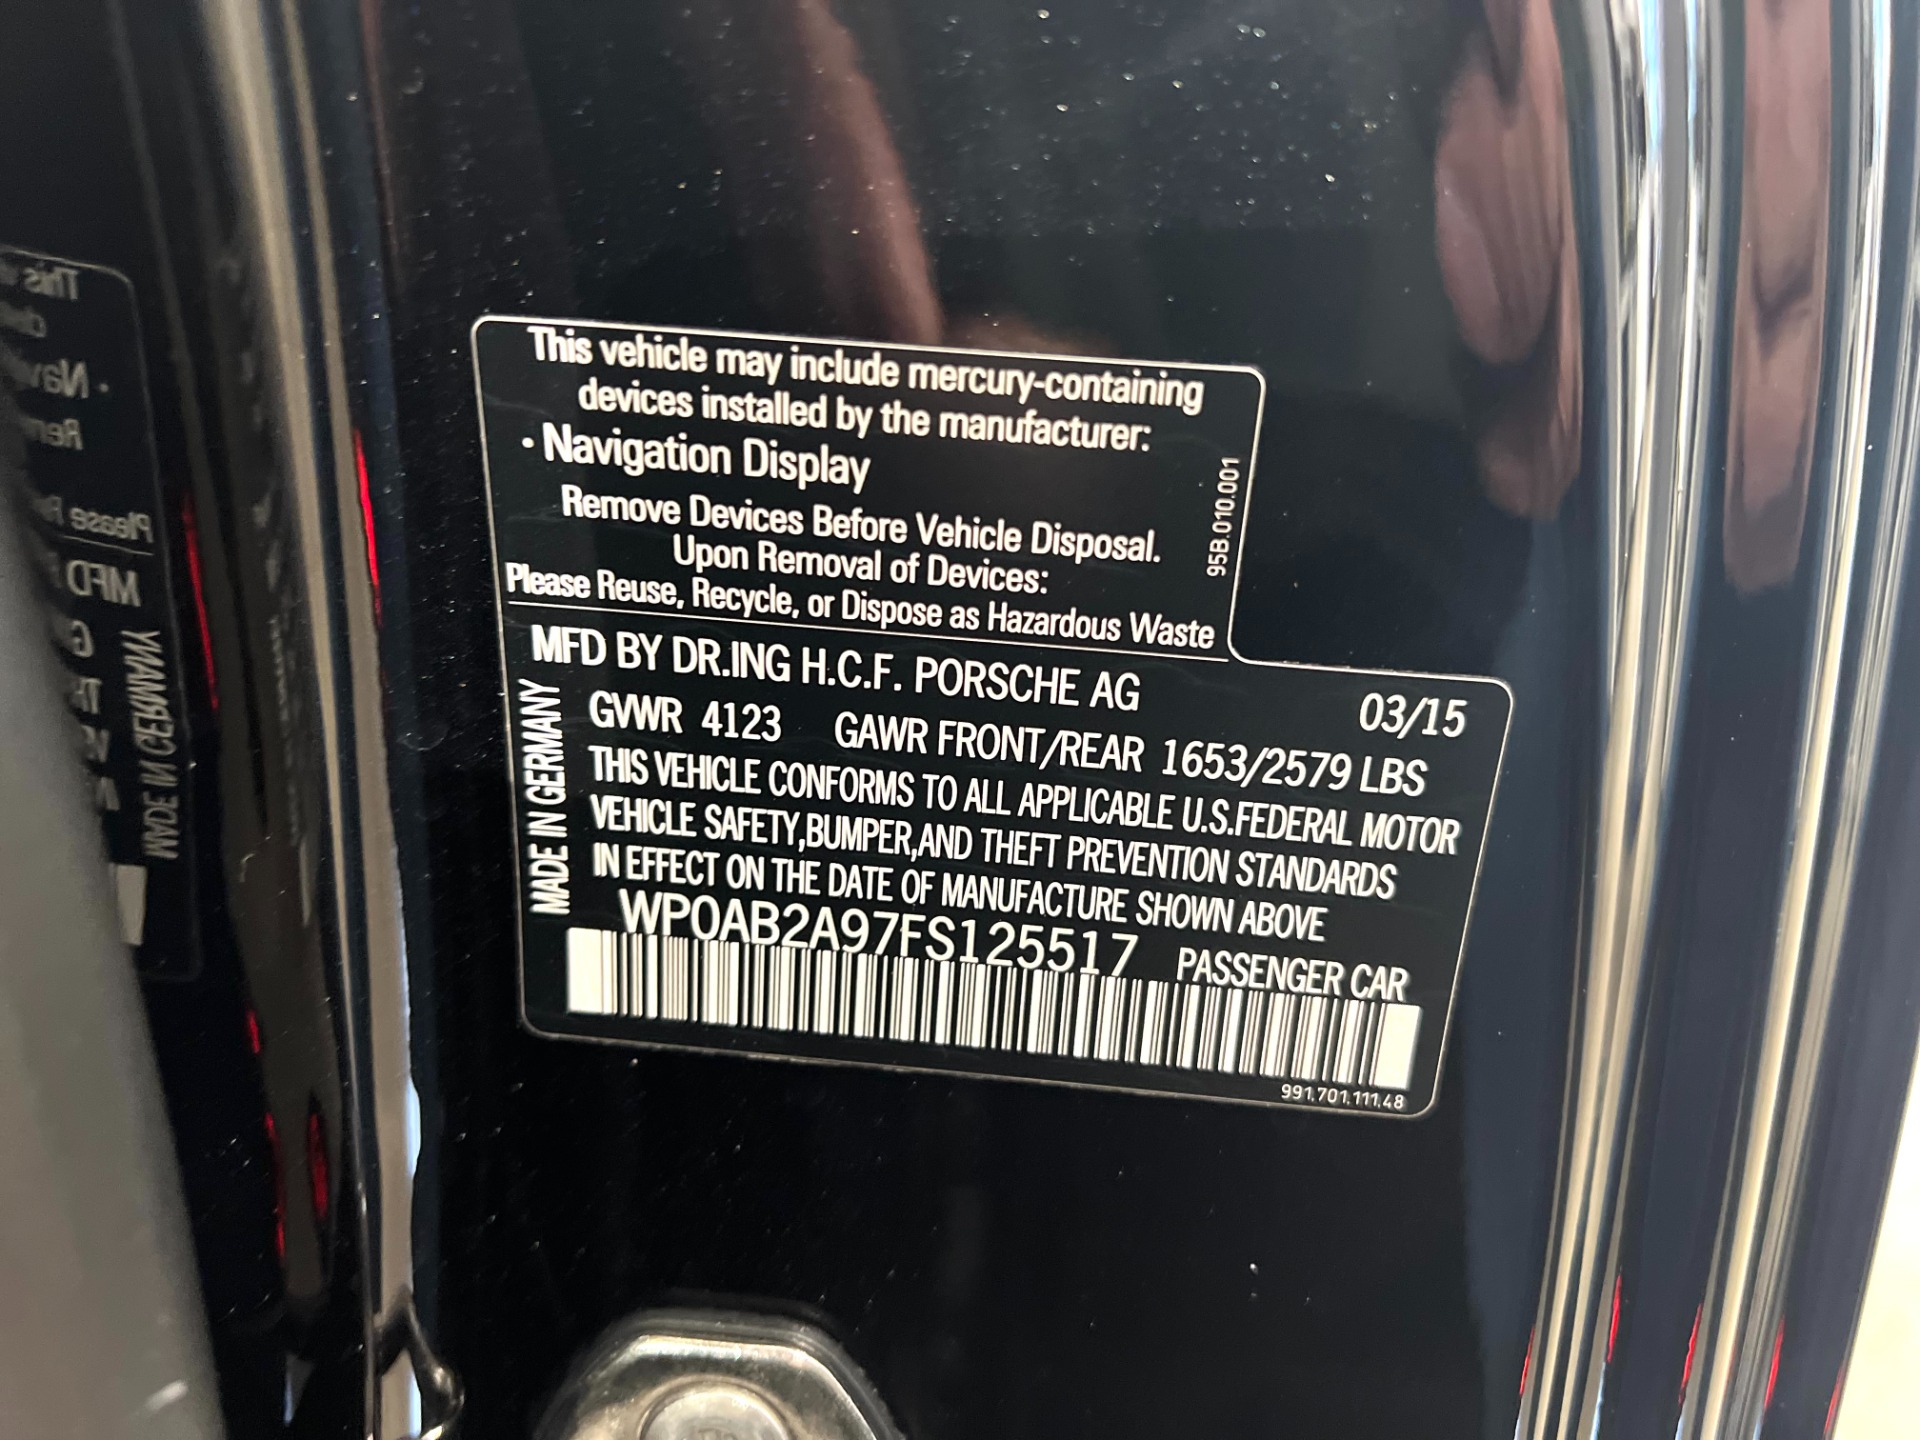 This vehicle may include mercury-containing
devices installed by the manufacturer:
• Navigation Display
Remove Devices Before Vehicle Disposal.
Upon Removal of Devices:
Please Reuse, Recycle, or Dispose as Hazardous Waste
95B.010.001
MFD BY DR.ING H.C.F. PORSCHE AG 03/15
GVWR 4123 GAWR FRONT/REAR 1653/2579 LBS
THIS VEHICLE CONFORMS TO ALL APPLICABLE U.S.FEDERAL MOTOR
VEHICLE SAFETY,BUMPER,AND THEFT PREVENTION STANDARDS
IN EFFECT ON THE DATE OF MANUFACTURE SHOWN ABOVE
MADE IN GERMANY
WP0AB2A97FS125517 PASSENGER CAR
991.701.111.48